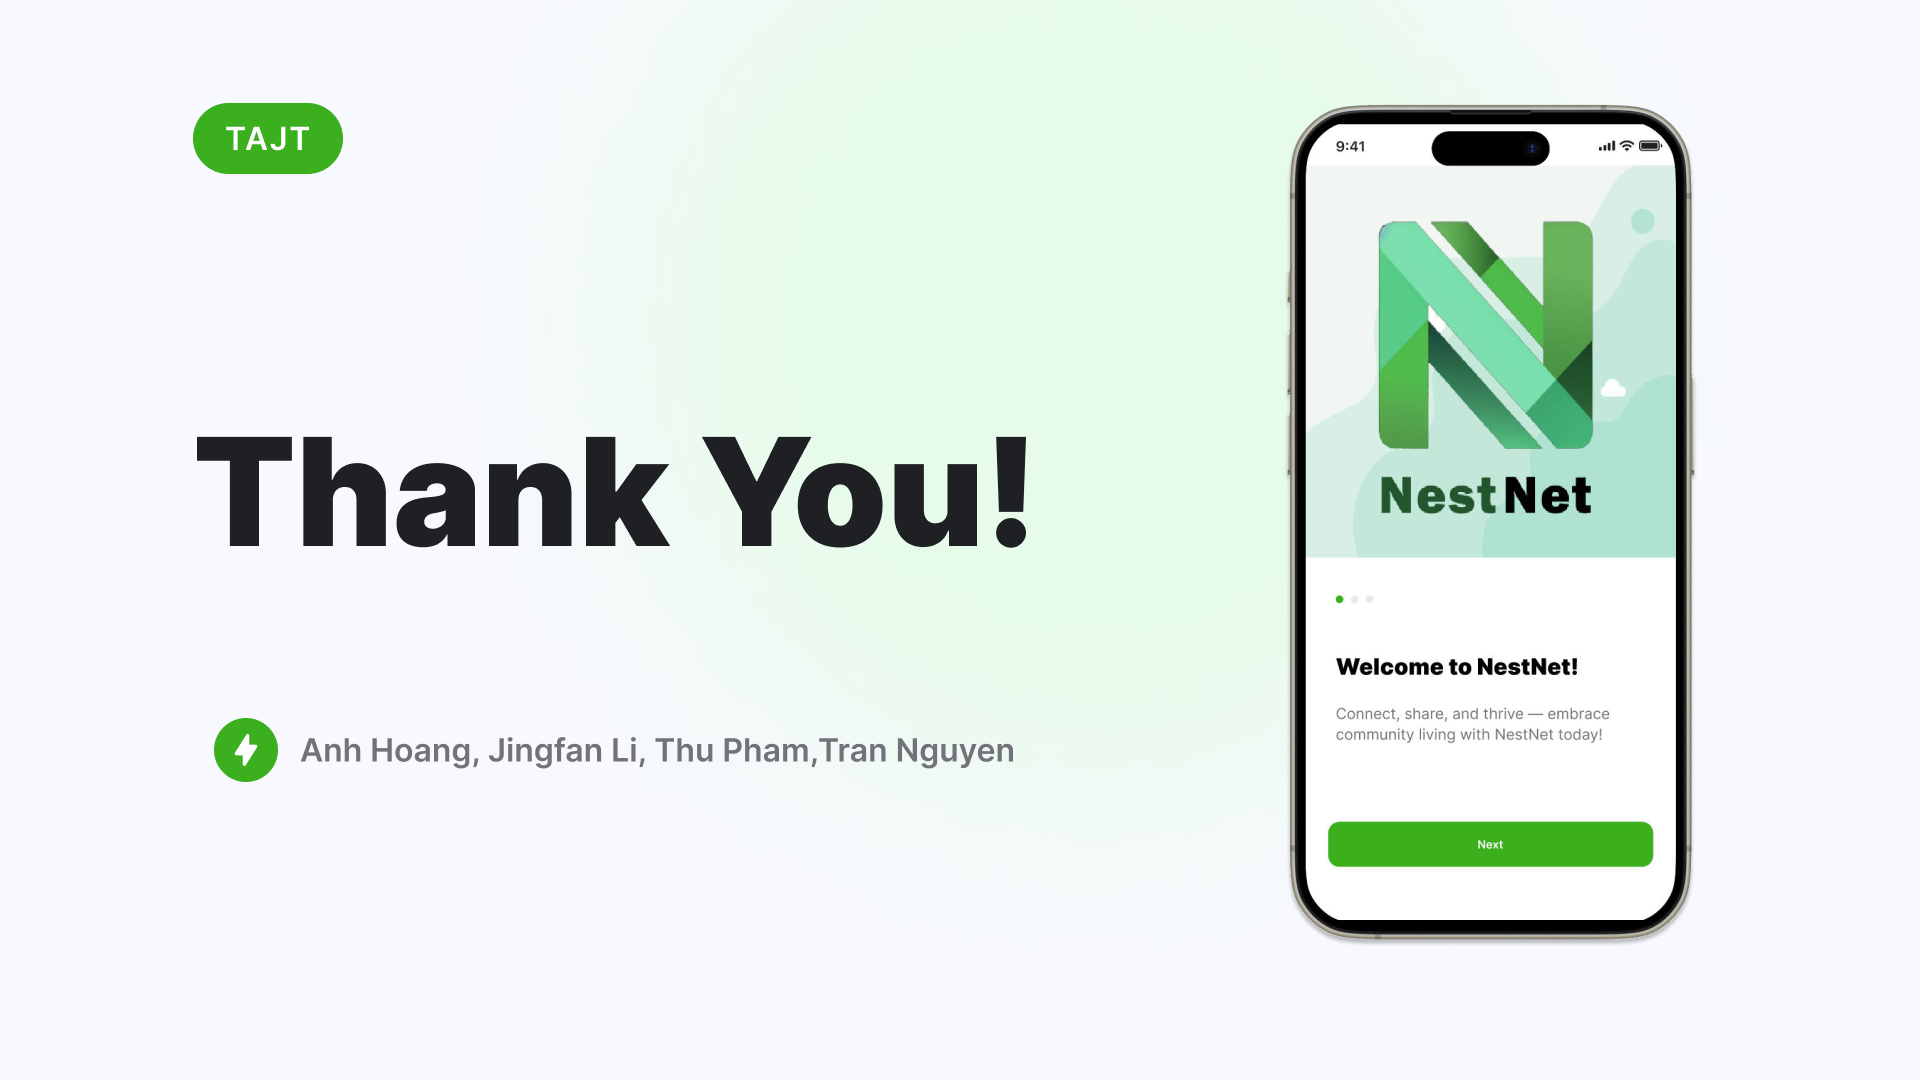 TAJT
Thank You!
Anh Hoang, Jingfan Li, Thu Pham,Tran Nguyen
9:41
NestNet
Welcome to NestNet!
Connect, share, and thrive — embrace
community living with NestNet today!
Next